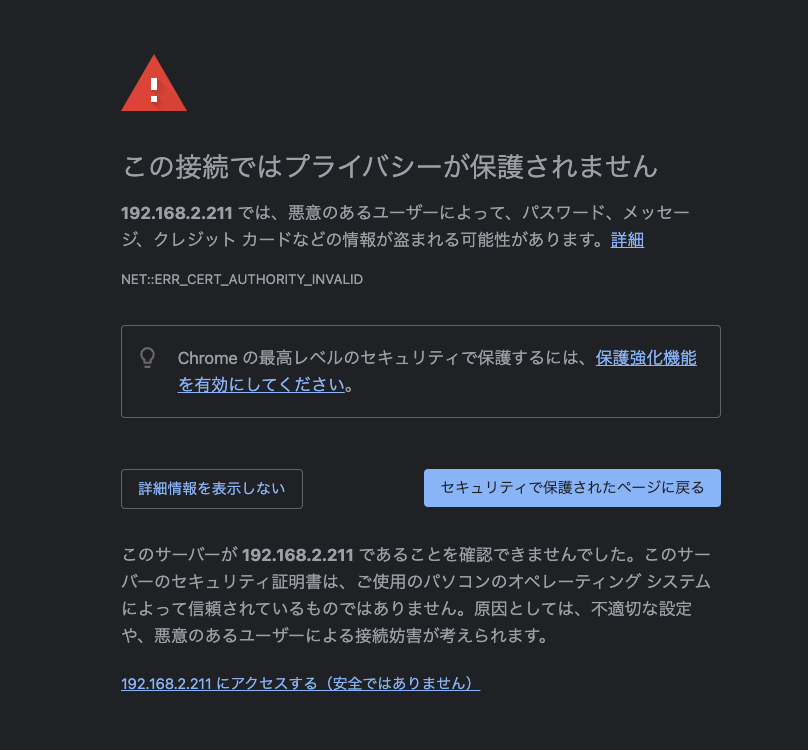 この接続ではプライバシーが保護されません
192.168.2.211 では、悪意のあるユーザーによって、パスワード、メッセー
ジ、クレジット カードなどの情報が盗まれる可能性があります。詳細
NET::ERR_CERT_AUTHORITY_INVALID
Chrome の最高レベルのセキュリティで保護するには、保護強化機能
を有効にしてください。
詳細情報を表示しない
セキュリティで保護されたページに戻る
このサーバーが 192.168.2.211 であることを確認できませんでした。このサー
バーのセキュリティ証明書は、ご使用のパソコンのオペレーティング システム
によって信頼されているものではありません。原因としては、不適切な設定
や、悪意のあるユーザーによる接続妨害が考えられます。
192.168.2.211 にアクセスする（安全ではありません）